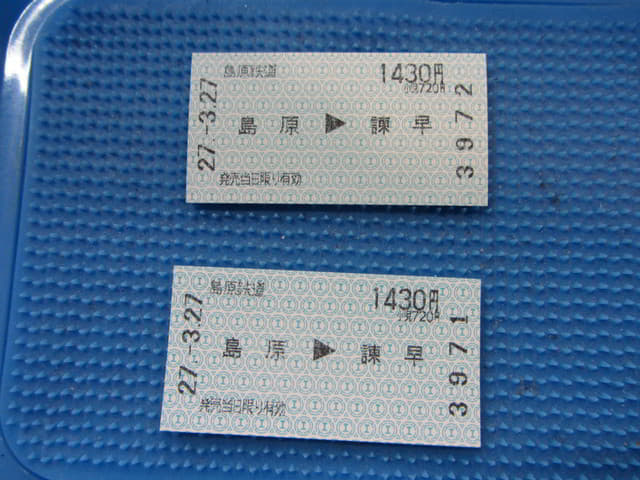 島原鉄道
1430円
小児720円
27.-3.27
島原▶諫早
3972
発売当日限り有効
島原鉄道
1430円
小児720円
27.-3.27
島原▶諫早
3971
発売当日限り有効